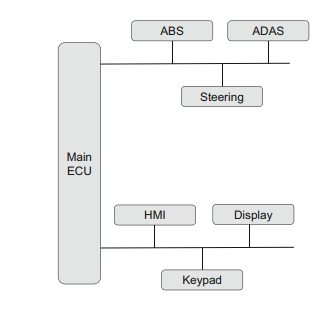 ABS
ADAS
Steering
Main
ECU
HMI
Display
Keypad